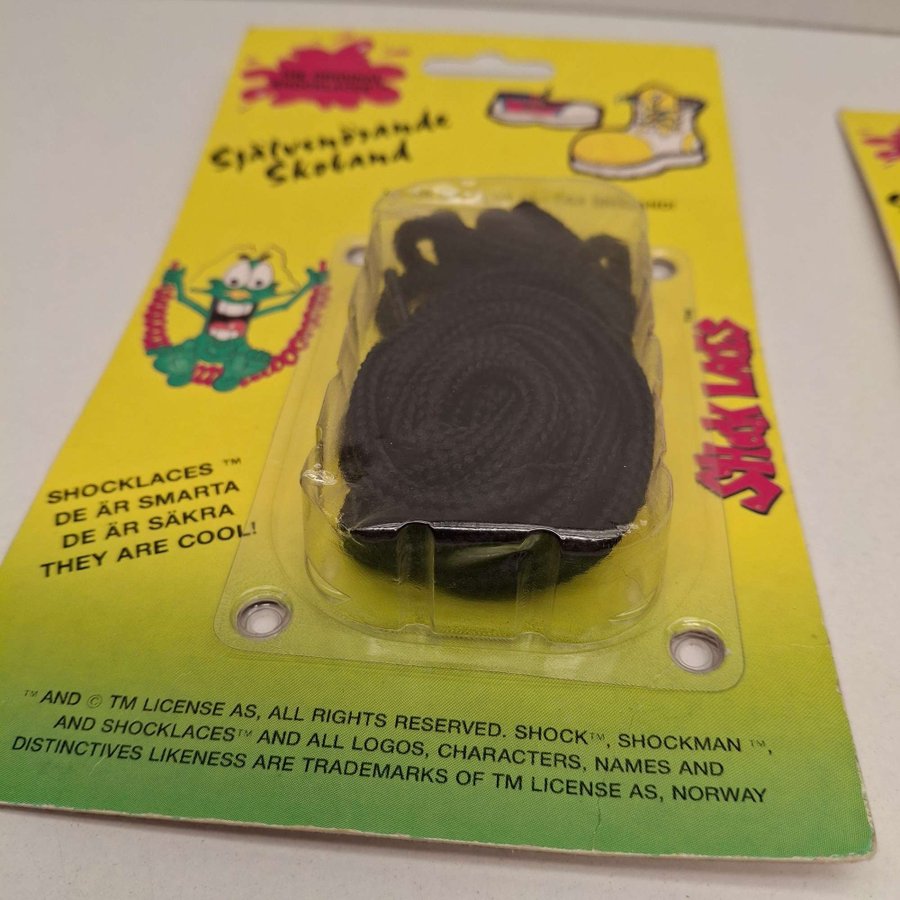 Självsnörande
Skoband
SHOCK LACES
SHOCKLACES ™
DE ÄR SMARTA
DE ÄR SÄKRA
THEY ARE COOL!
™ AND © TM LICENSE AS, ALL RIGHTS RESERVED. SHOCK™, SHOCKMAN ™,
AND SHOCKLACES™ AND ALL LOGOS, CHARACTERS, NAMES AND
DISTINCTIVES LIKENESS ARE TRADEMARKS OF TM LICENSE AS, NORWAY